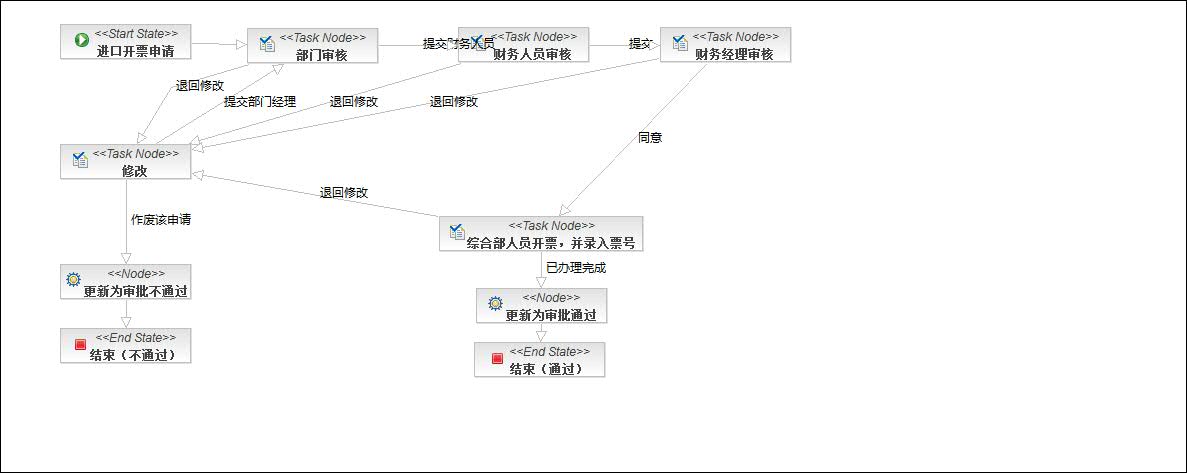 <<Start State>>
进口开票申请
<<Task Node>>
部门审核
提交财务人员
<<Task Node>>
财务人员审核
提交
<<Task Node>>
财务经理审核
退回修改
提交部门经理
退回修改
退回修改
同意
<<Task Node>>
修改
退回修改
作废该申请
<<Task Node>>
综合部人员开票，并录入票号
已办理完成
<<Node>>
更新为审批不通过
<<Node>>
更新为审批通过
<<End State>>
结束（不通过）
<<End State>>
结束（通过）